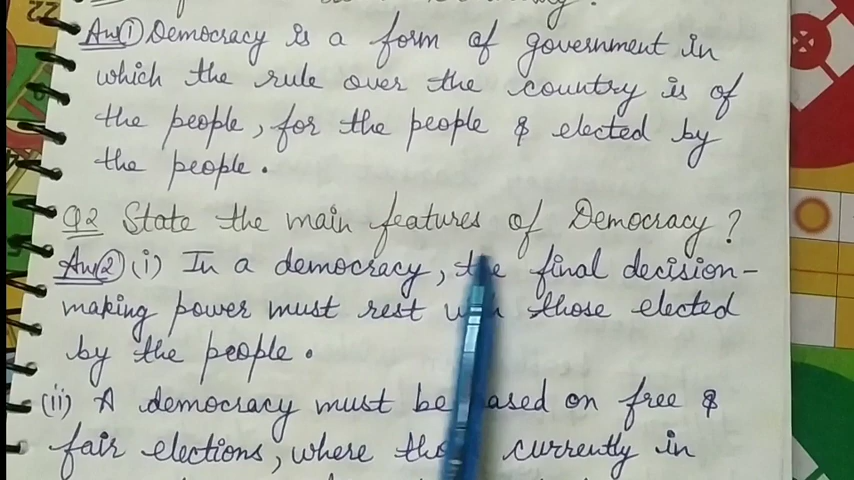 Ans① Democracy is a form of government in
which the rule over the country is of
the people, for the people & elected by
the people.
Q2 State the main features of Democracy?
Ans② (i) In a democracy, the final decision-
making power must rest with those elected
by the people.
(ii) A democracy must be based on free &
fair elections, where currently in